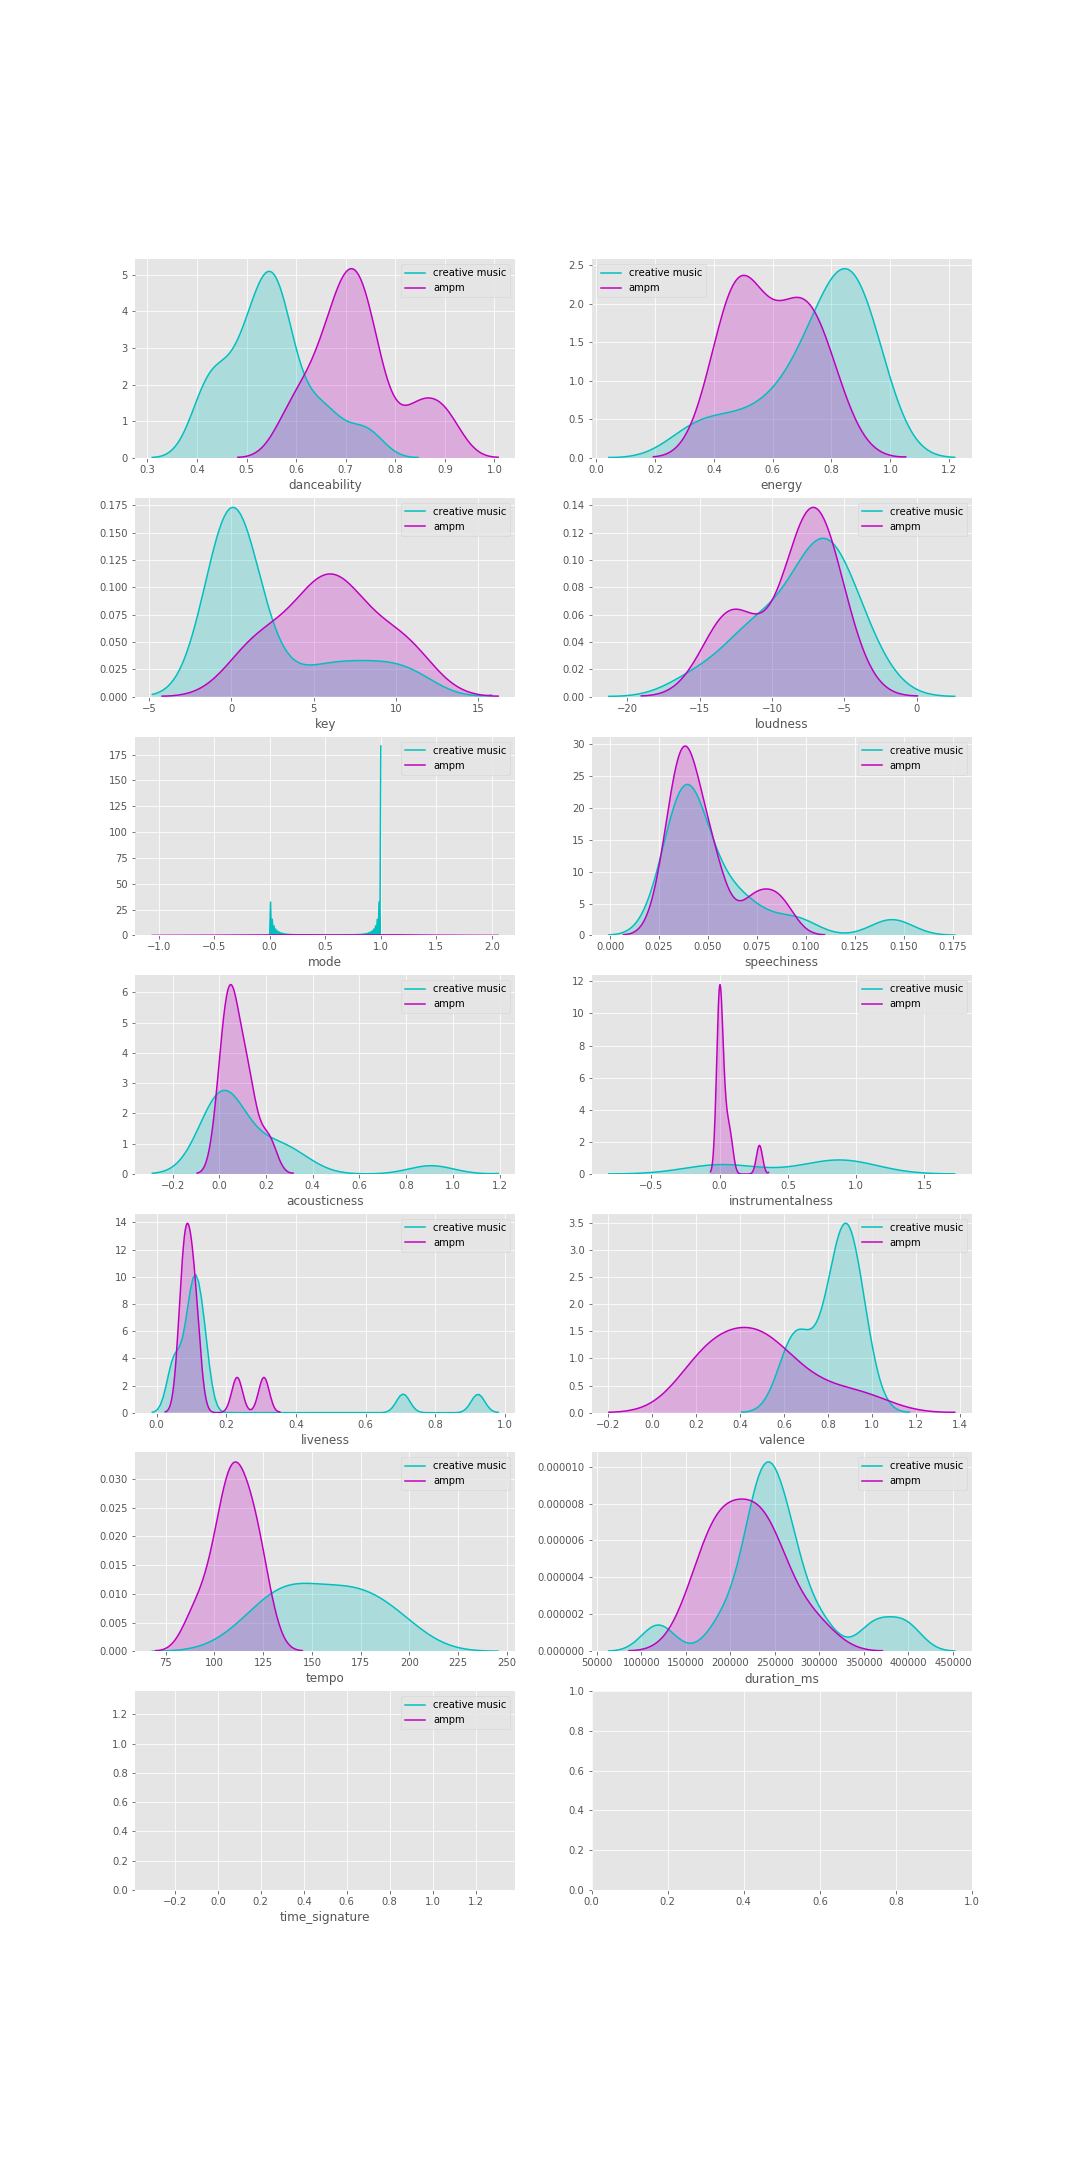 creative music
ampm
5
4
3
2
1
0
0.3 0.4 0.5 0.6 0.7 0.8 0.9 1.0
danceability
creative music
ampm
2.5
2.0
1.5
1.0
0.5
0.0
0.0 0.2 0.4 0.6 0.8 1.0 1.2
energy
creative music
ampm
0.175
0.150
0.125
0.100
0.075
0.050
0.025
0.000
−5 0 5 10 15
key
creative music
ampm
0.14
0.12
0.10
0.08
0.06
0.04
0.02
0.00
−20 −15 −10 −5 0
loudness
creative music
ampm
175
150
125
100
75
50
25
0
−1.0 −0.5 0.0 0.5 1.0 1.5 2.0
mode
creative music
ampm
30
25
20
15
10
5
0
0.000 0.025 0.050 0.075 0.100 0.125 0.150 0.175
speechiness
creative music
ampm
6
5
4
3
2
1
0
−0.2 0.0 0.2 0.4 0.6 0.8 1.0 1.2
acousticness
creative music
ampm
12
10
8
6
4
2
0
−0.5 0.0 0.5 1.0 1.5
instrumentalness
creative music
ampm
14
12
10
8
6
4
2
0
0.0 0.2 0.4 0.6 0.8 1.0
liveness
creative music
ampm
3.5
3.0
2.5
2.0
1.5
1.0
0.5
0.0
−0.2 0.0 0.2 0.4 0.6 0.8 1.0 1.2 1.4
valence
creative music
ampm
0.030
0.025
0.020
0.015
0.010
0.005
0.000
75 100 125 150 175 200 225 250
tempo
creative music
ampm
0.000010
0.000008
0.000006
0.000004
0.000002
0.000000
50000 100000 150000 200000 250000 300000 350000 400000 450000
duration_ms
creative music
ampm
1.2
1.0
0.8
0.6
0.4
0.2
0.0
−0.2 0.0 0.2 0.4 0.6 0.8 1.0 1.2
time_signature
1.0
0.8
0.6
0.4
0.2
0.0
0.0 0.2 0.4 0.6 0.8 1.0